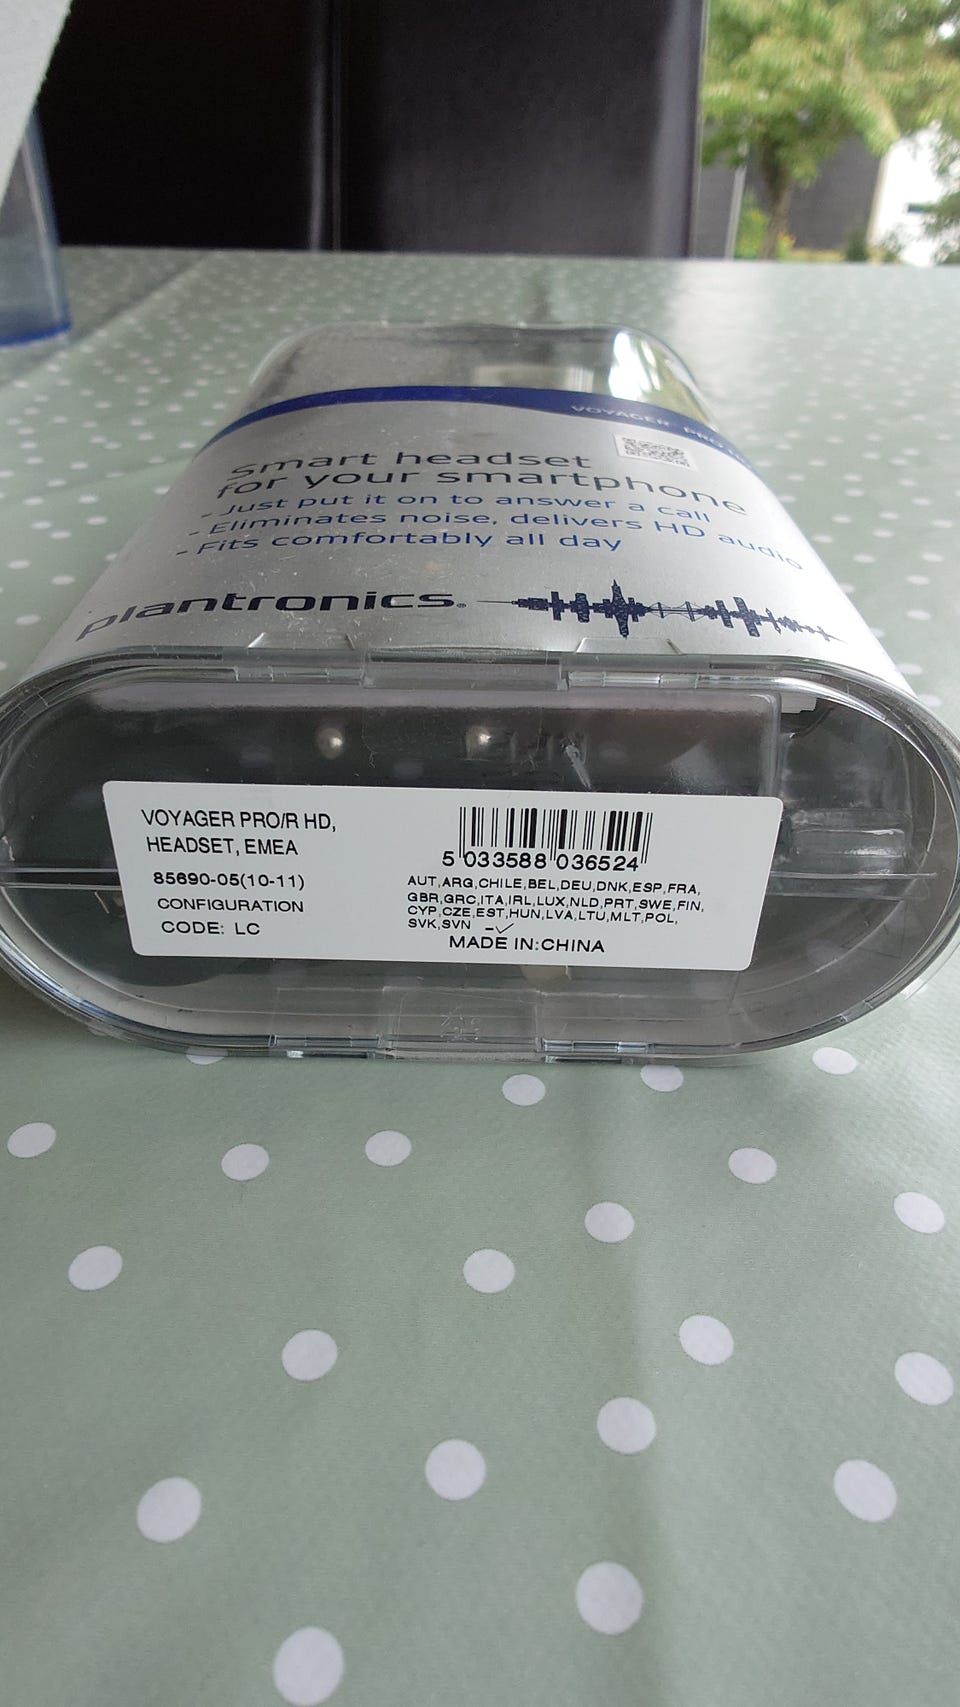 VOYAGER PRO
smart headset
for your smartphone
- Just put it on to answer a call
- Eliminates noise, delivers HD audio
- Fits comfortably all day
plantronics®
VOYAGER PRO/R HD,
HEADSET, EMEA
85690-05(10-11)
CONFIGURATION
CODE: LC
5 033588 036524
AUT,ARG,CHILE,BEL,DEU,DNK,ESP,FRA,
GBR,GRC,ITA,IRL,LUX,NLD,PRT,SWE,FIN,
CYP,CZE,EST,HUN,LVA,LTU,MLT,POL,
SVK,SVN
MADE IN:CHINA